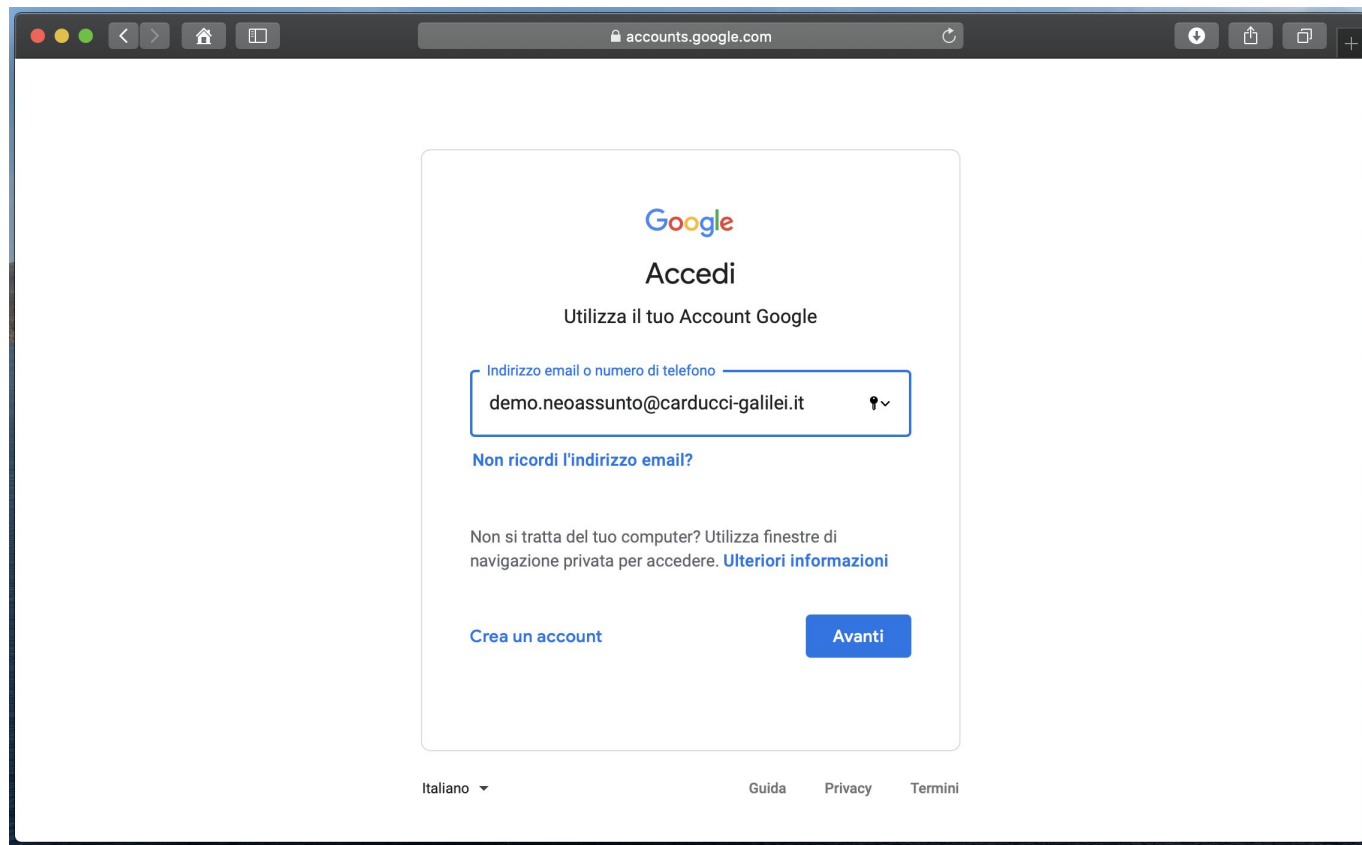 accounts.google.com
Google
Accedi
Utilizza il tuo Account Google
Indirizzo email o numero di telefono
demo.neoassunto@carducci-galilei.it
Non ricordi l'indirizzo email?
Non si tratta del tuo computer? Utilizza finestre di
navigazione privata per accedere. Ulteriori informazioni
Crea un account
Avanti
Italiano
Guida
Privacy
Termini